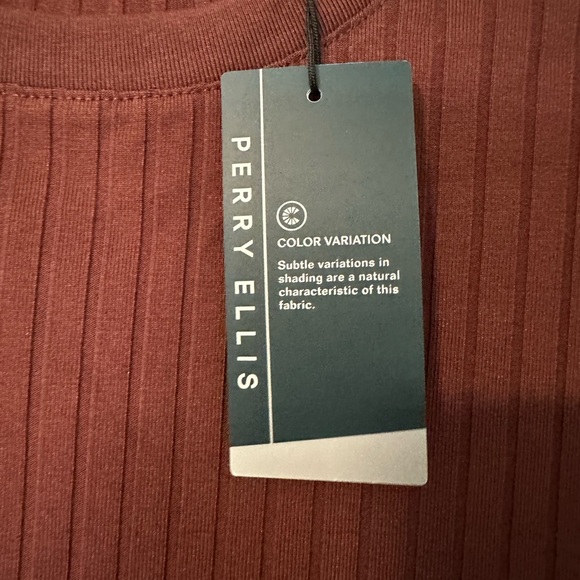 PERRY ELLIS
COLOR VARIATION
Subtle variations in
shading are a natural
characteristic of this
fabric.